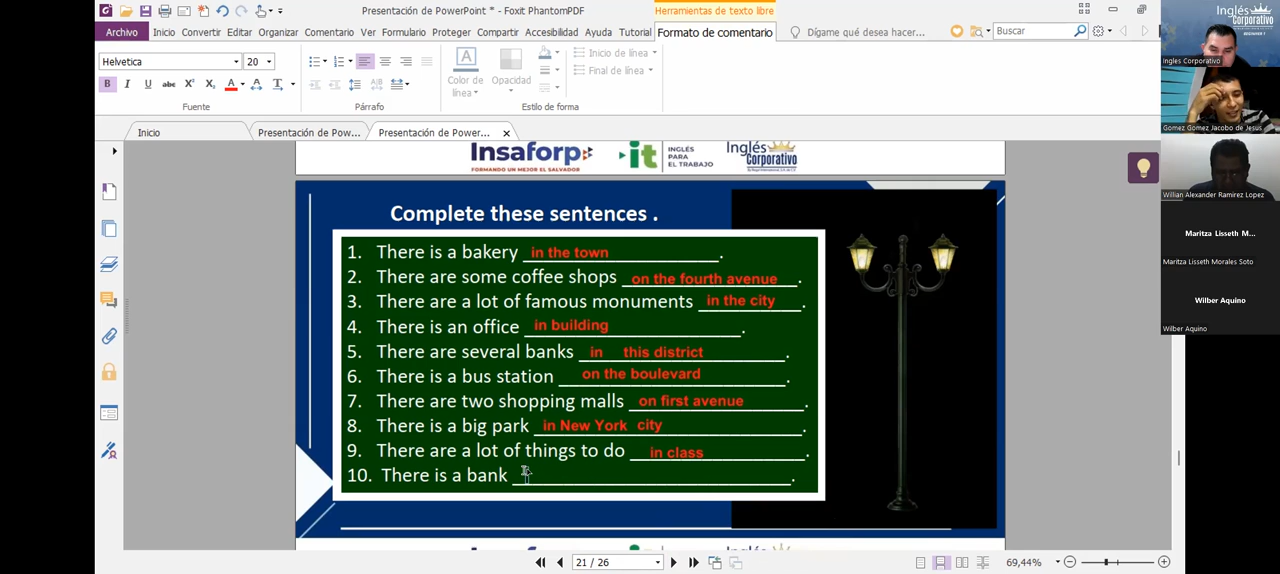 Presentación de PowerPoint * - Foxit PhantomPDF
Herramientas de texto libre
Archivo Inicio Convertir Editar Organizar Comentario Ver Formulario Proteger Compartir Accesibilidad Ayuda Tutorial Formato de comentario Dígame qué desea hacer... Buscar
Helvetica 20
Color de línea
Opacidad
Inicio de línea
Final de línea
Fuente Párrafo Estilo de forma
Inicio Presentación de Pow... Presentación de Power...
Insaforp
FORMANDO UN MEJOR EL SALVADOR
it
INGLÉS PARA EL TRABAJO
Inglés Corporativo
Complete these sentences .
1. There is a bakery in the town.
2. There are some coffee shops on the fourth avenue.
3. There are a lot of famous monuments in the city.
4. There is an office in building.
5. There are several banks in this district.
6. There is a bus station on the boulevard.
7. There are two shopping malls on first avenue.
8. There is a big park in New York city.
9. There are a lot of things to do in class.
10. There is a bank ____________________.
21 / 26
69,44%
Inglés Corporativo
Ingles Corporativo
Gomez Gomez Jacobo de Jesus
Willian Alexander Ramirez Lopez
Maritza Lisseth M...
Maritza Lisseth Morales Soto
Wilber Aquino
Wilber Aquino